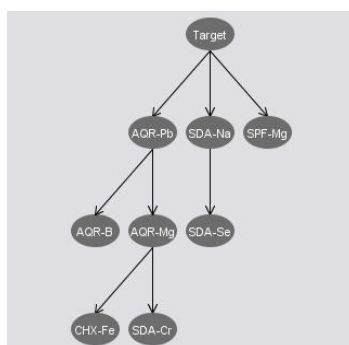 Target
AQR-Pb SDA-Na SPF-Mg
AQR-B AQR-Mg SDA-Se
CHX-Fe SDA-Cr